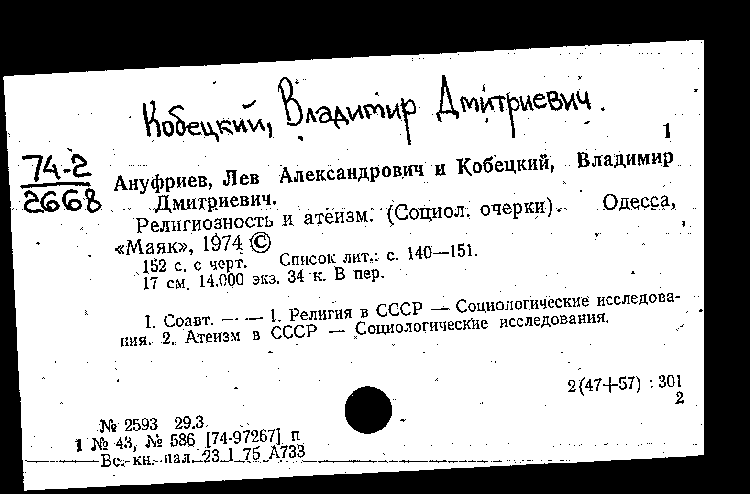 Кобецкий, Владимир Дмитриевич.
1
74-2
2668
Ануфриев, Лев Александрович и Кобецкий, Владимир
Дмитриевич.
Религиозность и атеизм. (Социол. очерки). Одесса,
«Маяк», 1974 ©
152 с. с черт. Список лит.: с. 140—151.
17 см. 14.000 экз. 34 к. В пер.
1. Соавт. — — 1. Религия в СССР — Социологические исследова-
ния. 2. Атеизм в СССР — Социологические исследования.
2(47+57) : 301
2
№ 2593 29.3
1 № 43, № 586 [74-97267] п
Вс. кн. пал. 23 1 75 А733